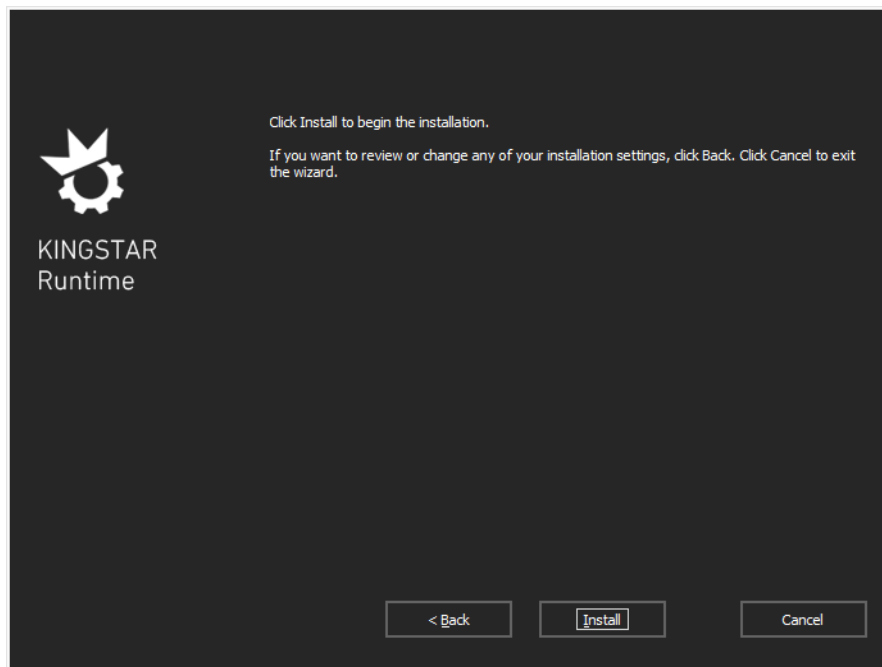 Click Install to begin the installation.
If you want to review or change any of your installation settings, click Back. Click Cancel to exit
the wizard.
KINGSTAR
Runtime
< Back
Install
Cancel